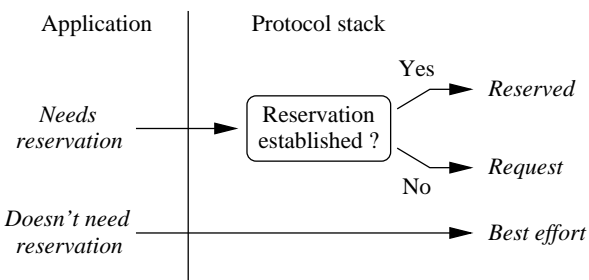 Application
Protocol stack
Yes
Reserved
Needs
reservation
Reservation
established ?
Request
No
Doesn't need
reservation
Best effort